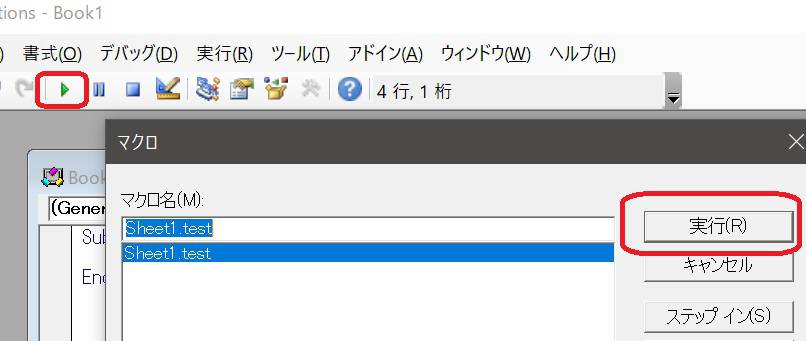 tions - Book1
) 書式(O) デバッグ(D) 実行(R) ツール(T) アドイン(A) ウィンドウ(W) ヘルプ(H)
4 行, 1 桁
マクロ
Book
マクロ名(M):
(Gener
Sheet1.test
実行(R)
Sub
Sheet1.test
キャンセル
End
ステップ イン(S)